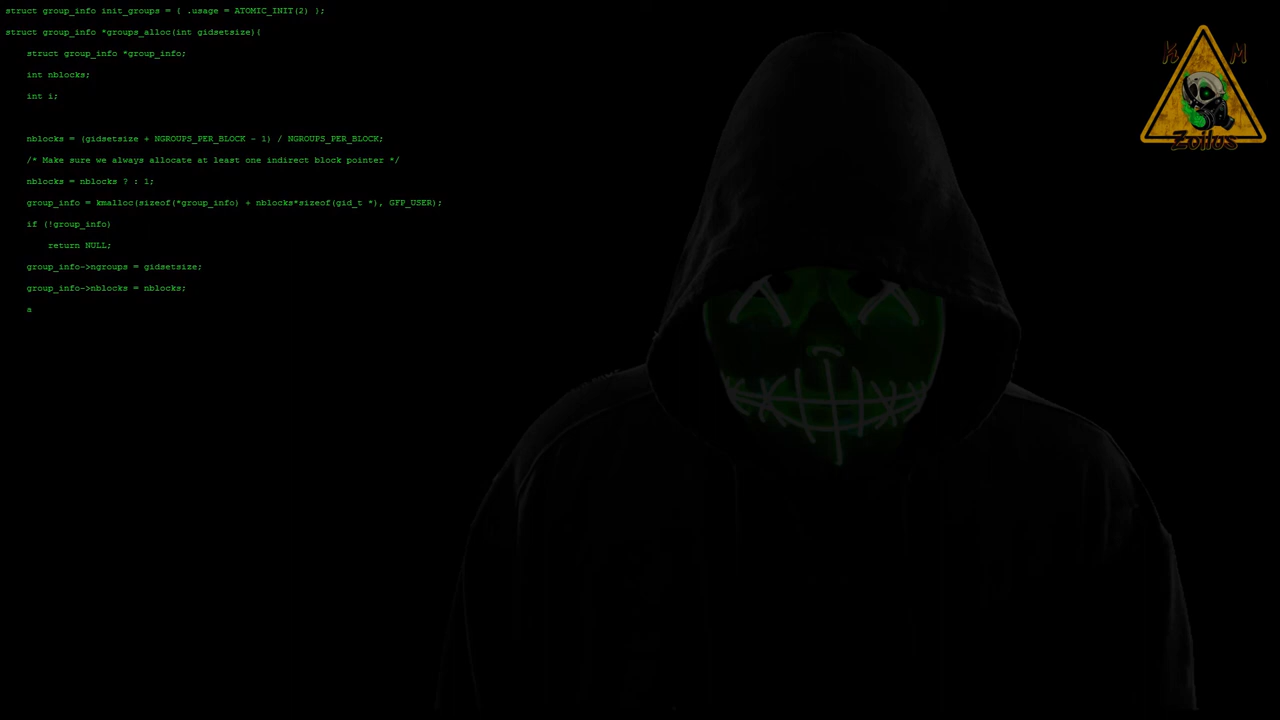 struct group_info init_groups = { .usage = ATOMIC_INIT(2) };
struct group_info *groups_alloc(int gidsetsize){
struct group_info *group_info;
int nblocks;
int i;
nblocks = (gidsetsize + NGROUPS_PER_BLOCK - 1) / NGROUPS_PER_BLOCK;
/* Make sure we always allocate at least one indirect block pointer */
nblocks = nblocks ? : 1;
group_info = kmalloc(sizeof(*group_info) + nblocks*sizeof(gid_t *), GFP_USER);
if (!group_info)
return NULL;
group_info->ngroups = gidsetsize;
group_info->nblocks = nblocks;
a
M
Zollos